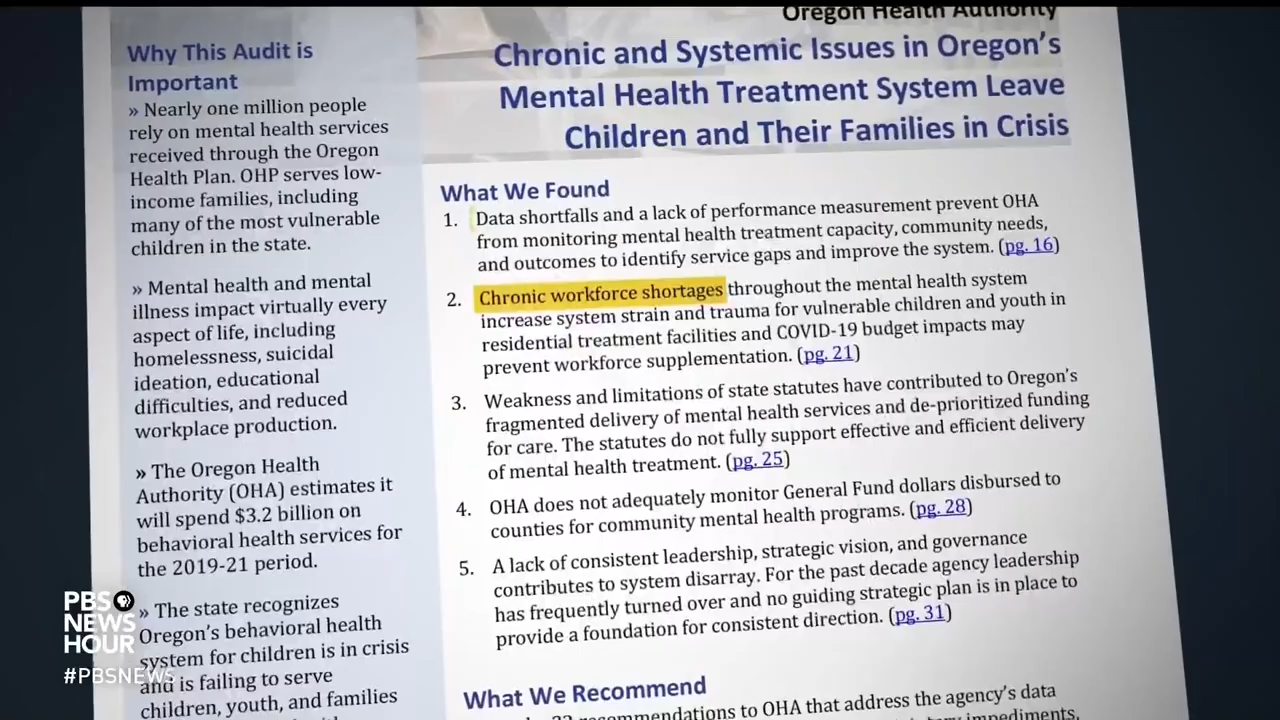 Oregon Health Authority
Chronic and Systemic Issues in Oregon's
Mental Health Treatment System Leave
Children and Their Families in Crisis
Why This Audit is
Important
» Nearly one million people
rely on mental health services
received through the Oregon
Health Plan. OHP serves low-
income families, including
many of the most vulnerable
children in the state.
» Mental health and mental
illness impact virtually every
aspect of life, including
homelessness, suicidal
ideation, educational
difficulties, and reduced
workplace production.
» The Oregon Health
Authority (OHA) estimates it
will spend $3.2 billion on
behavioral health services for
the 2019-21 period.
» The state recognizes
Oregon's behavioral health
system for children is in crisis
and is failing to serve
children, youth, and families
What We Found
1. Data shortfalls and a lack of performance measurement prevent OHA
from monitoring mental health treatment capacity, community needs,
and outcomes to identify service gaps and improve the system. (pg. 16)
2. Chronic workforce shortages throughout the mental health system
increase system strain and trauma for vulnerable children and youth in
residential treatment facilities and COVID-19 budget impacts may
prevent workforce supplementation. (pg. 21)
3. Weakness and limitations of state statutes have contributed to Oregon's
fragmented delivery of mental health services and de-prioritized funding
for care. The statutes do not fully support effective and efficient delivery
of mental health treatment. (pg. 25)
4. OHA does not adequately monitor General Fund dollars disbursed to
counties for community mental health programs. (pg. 28)
5. A lack of consistent leadership, strategic vision, and governance
contributes to system disarray. For the past decade agency leadership
has frequently turned over and no guiding strategic plan is in place to
provide a foundation for consistent direction. (pg. 31)
What We Recommend
recommendations to OHA that address the agency's data
impediments,
PBS
NEWS
HOUR
#PBSNEWS